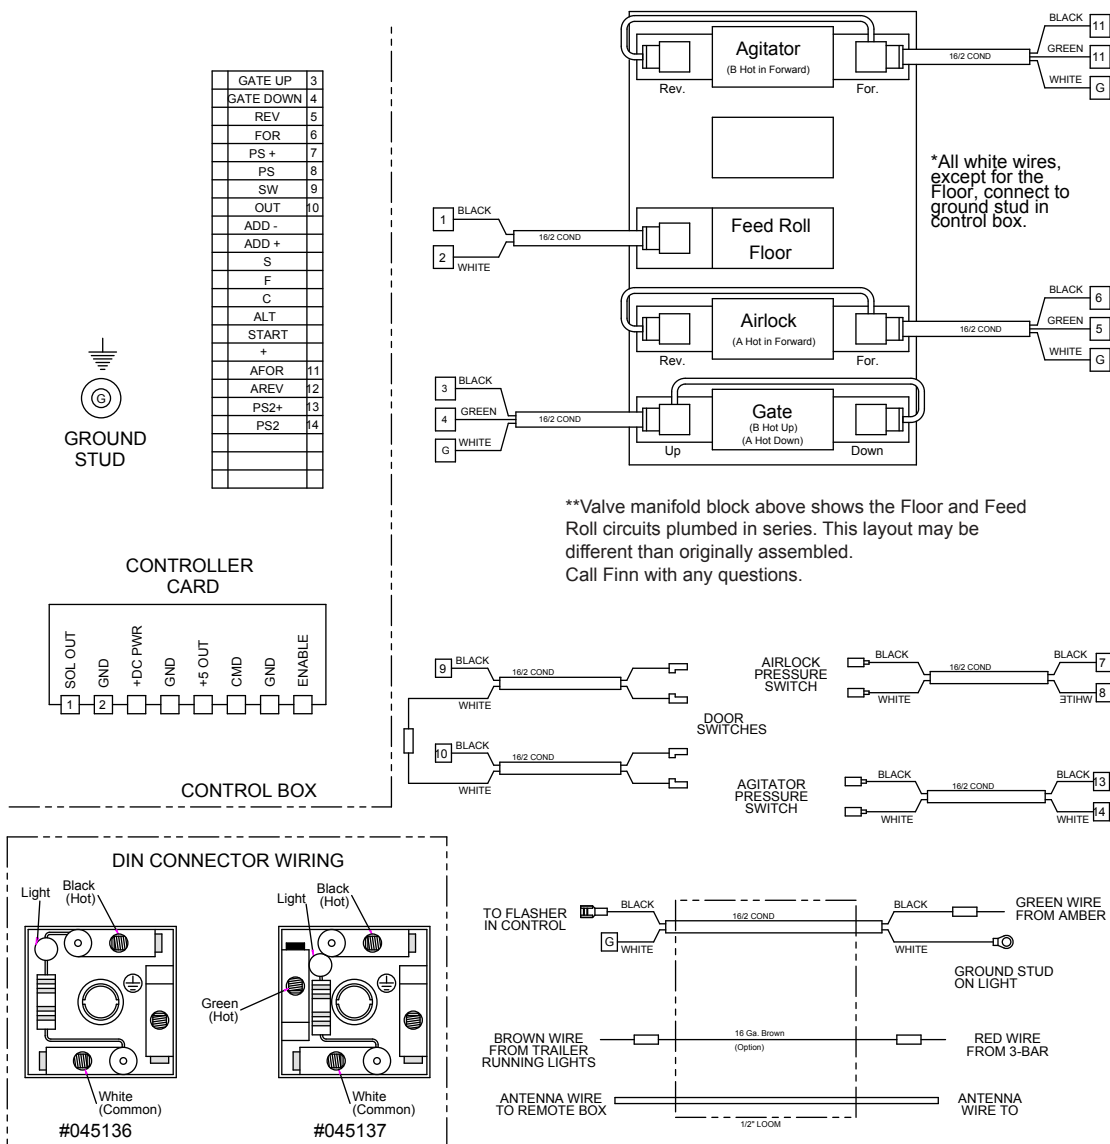 GATE UP 3
GATE DOWN 4
REV 5
FOR 6
PS + 7
PS 8
SW 9
OUT 10
ADD -
ADD +
S
F
C
ALT
START
+
AFOR 11
AREV 12
PS2+ 13
PS2 14
G
GROUND
STUD
CONTROLLER
CARD
SOL OUT
GND
+DC PWR
GND
+5 OUT
CMD
GND
ENABLE
1
2
CONTROL BOX
Agitator
(B Hot in Forward)
Rev.
For.
16/2 COND
BLACK 11
GREEN 11
WHITE G
*All white wires,
except for the
Floor, connect to
ground stud in
control box.
1 BLACK
2 WHITE
16/2 COND
Feed Roll
Floor
Airlock
(A Hot in Forward)
Rev.
For.
16/2 COND
BLACK 6
GREEN 5
WHITE G
3 BLACK
4 GREEN
G WHITE
16/2 COND
Gate
(B Hot Up)
(A Hot Down)
Up
Down
**Valve manifold block above shows the Floor and Feed
Roll circuits plumbed in series. This layout may be
different than originally assembled.
Call Finn with any questions.
9 BLACK
16/2 COND
WHITE
10 BLACK
16/2 COND
WHITE
DOOR
SWITCHES
AIRLOCK
PRESSURE
SWITCH
BLACK
WHITE
16/2 COND
BLACK 7
WHITE 8
AGITATOR
PRESSURE
SWITCH
BLACK
WHITE
16/2 COND
BLACK 13
WHITE 14
DIN CONNECTOR WIRING
Light
Black
(Hot)
White
(Common)
#045136
Light
Black
(Hot)
Green
(Hot)
White
(Common)
#045137
TO FLASHER
IN CONTROL
BLACK
G WHITE
16/2 COND
BLACK
WHITE
GREEN WIRE
FROM AMBER
GROUND STUD
ON LIGHT
BROWN WIRE
FROM TRAILER
RUNNING LIGHTS
16 Ga. Brown
(Option)
RED WIRE
FROM 3-BAR
ANTENNA WIRE
TO REMOTE BOX
ANTENNA
WIRE TO
1/2" LOOM